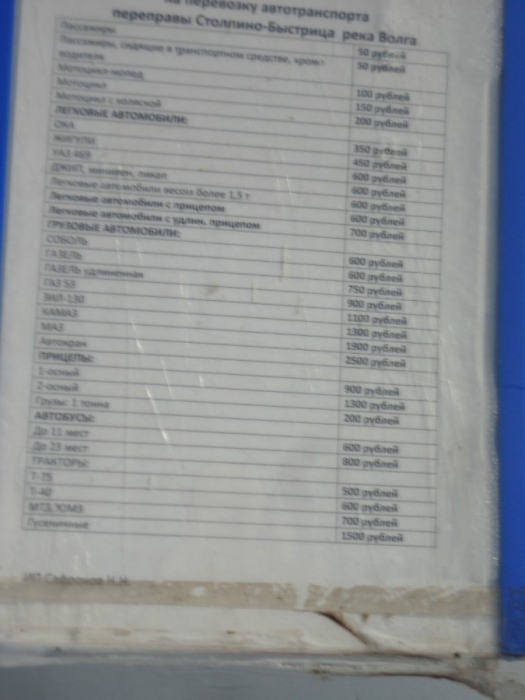 на перевозку автотранспорта
переправы Столпино-Быстрица река Волга
Пассажиры 50 рублей
Пассажиры, сидящие в транспортном средстве, кроме 50 рублей
водителя
Мотоцикл-мопед 100 рублей
Мотоцикл 150 рублей
Мотоцикл с коляской 200 рублей
ЛЕГКОВЫЕ АВТОМОБИЛИ:
ОКА 350 рублей
ЖИГУЛИ 450 рублей
УАЗ 469 600 рублей
ДЖИП, минивен, пикап 600 рублей
Легковые автомобили весом более 1,5 т 600 рублей
Легковые автомобили с прицепом 600 рублей
Легковые автомобили с удлин. прицепом 700 рублей
ГРУЗОВЫЕ АВТОМОБИЛИ:
СОБОЛЬ 600 рублей
ГАЗЕЛЬ 600 рублей
ГАЗЕЛЬ удлиненная 750 рублей
ГАЗ 53 900 рублей
ЗИЛ-130 1100 рублей
КАМАЗ 1300 рублей
МАЗ 1900 рублей
Автокран 2500 рублей
ПРИЦЕПЫ:
1-осный 900 рублей
2-осный 1300 рублей
Грузы: 1 тонна 200 рублей
АВТОБУСЫ:
До 11 мест 600 рублей
До 23 мест 800 рублей
ТРАКТОРЫ:
Т-25 500 рублей
Т-40 600 рублей
МТЗ, ЮМЗ 700 рублей
Гусеничные 1500 рублей
ИП Сафронов Н.Н.